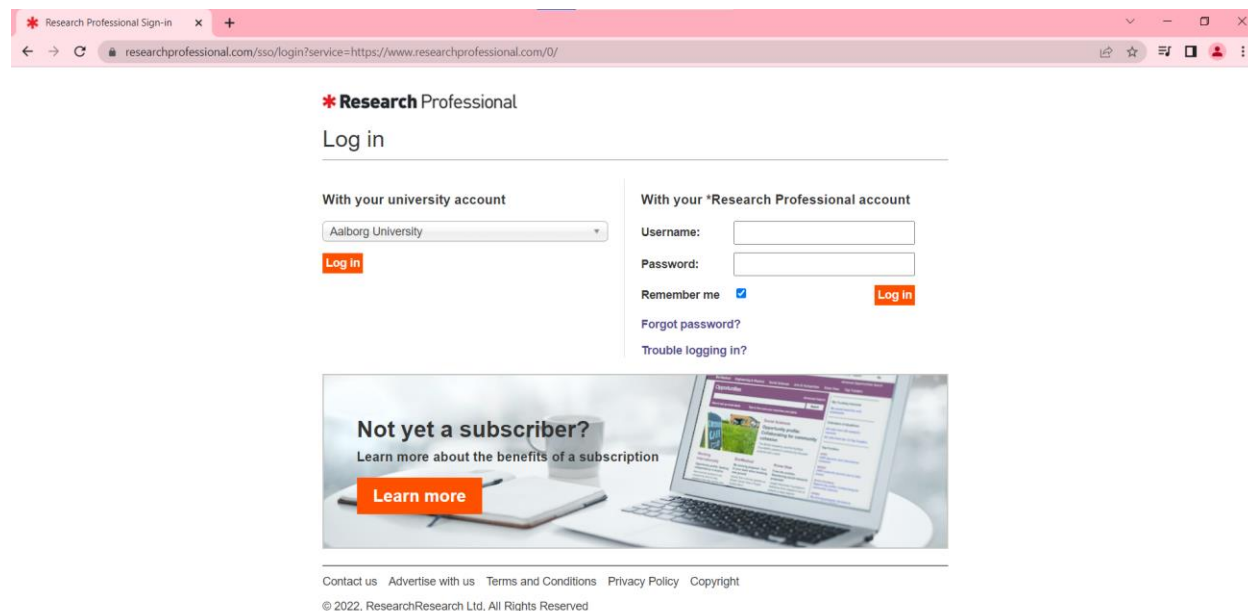 Research Professional Sign-in
researchprofessional.com/sso/login?service=https://www.researchprofessional.com/0/
*Research Professional
Log in
With your university account
Aalborg University
Log in
With your *Research Professional account
Username:
Password:
Remember me
Log in
Forgot password?
Trouble logging in?
Not yet a subscriber?
Learn more about the benefits of a subscription
Learn more
Opportunities
Contact us Advertise with us Terms and Conditions Privacy Policy Copyright
© 2022, ResearchResearch Ltd. All Rights Reserved